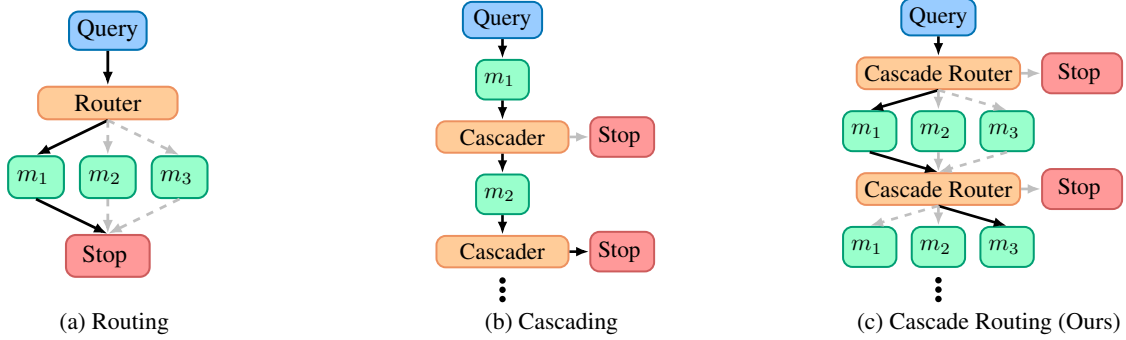 Query
Router
m1 m2 m3
Stop
(a) Routing
Query
m1
Cascader Stop
m2
Cascader Stop
(b) Cascading
Query
Cascade Router Stop
m1 m2 m3
Cascade Router Stop
m1 m2 m3
(c) Cascade Routing (Ours)